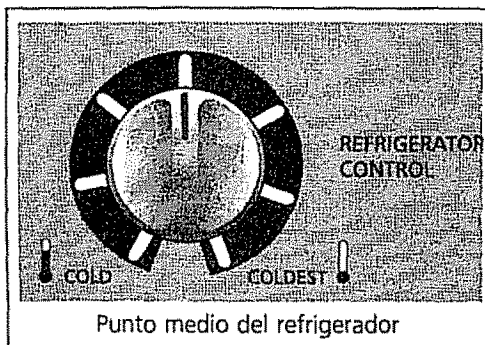 REFRIGERATOR
CONTROL
COLD
COLDEST
Punto medio del refrigerador